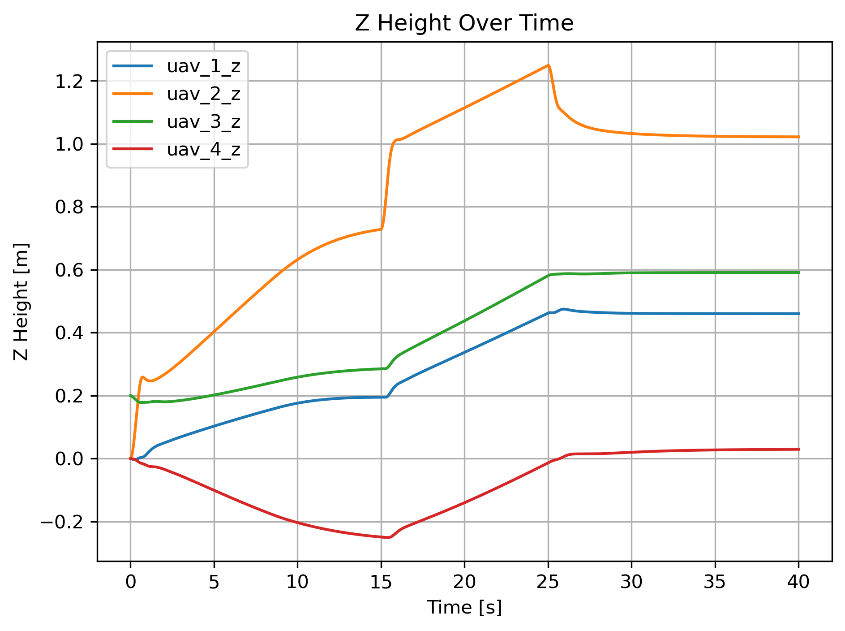 Z Height Over Time
uav_1_z
uav_2_z
uav_3_z
uav_4_z
Z Height [m]
1.2
1.0
0.8
0.6
0.4
0.2
0.0
−0.2
0 5 10 15 20 25 30 35 40
Time [s]